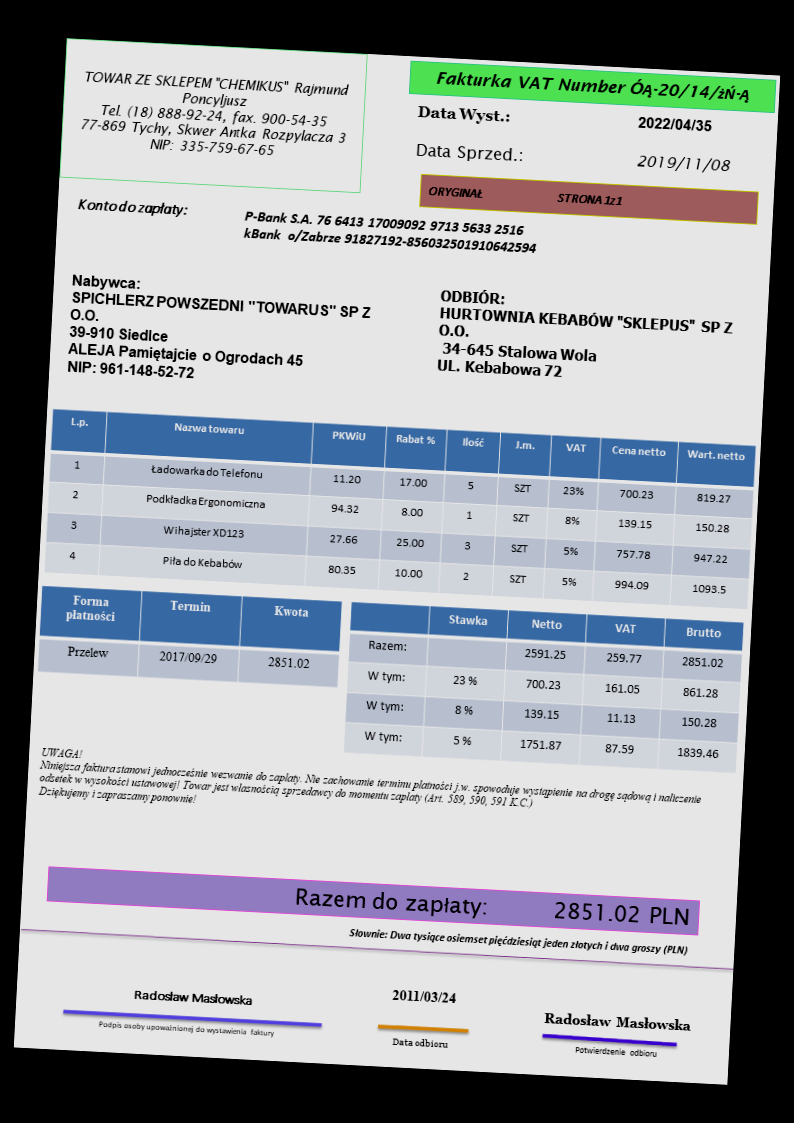 TOWAR ZE SKLEPEM "CHEMIKUS" Rajmund
Poncyljusz
Tel. (18) 888-92-24, fax. 900-54-35
77-869 Tychy, Skwer Antka Rozpylacza 3
NIP: 335-759-67-65
Fakturka VAT Number ÓĄ-20/14/żŃ-Ą
Data Wyst.: 2022/04/35
Data Sprzed.: 2019/11/08
ORYGINAŁ STRONA 1z1
Konto do zapłaty:
P-Bank S.A. 76 6413 17009092 9713 5633 2516
kBank o/Zabrze 91827192-856032501910642594
Nabywca:
SPICHLERZ POWSZEDNI "TOWARUS" SP Z
O.O.
39-910 Siedlce
ALEJA Pamiętajcie o Ogrodach 45
NIP: 961-148-52-72
ODBIÓR:
HURTOWNIA KEBABÓW "SKLEPUS" SP Z
O.O.
34-645 Stalowa Wola
UL. Kebabowa 72
L.p. Nazwa towaru PKWiU Rabat % Ilość J.m. VAT Cena netto Wart. netto
1 Ładowarka do Telefonu 11.20 17.00 5 SZT 23% 700.23 819.27
2 Podkładka Ergonomiczna 94.32 8.00 1 SZT 8% 139.15 150.28
3 Wihajster XD123 27.66 25.00 3 SZT 5% 757.78 947.22
4 Piła do Kebabów 80.35 10.00 2 SZT 5% 994.09 1093.5
Forma płatności Termin Kwota
Przelew 2017/09/29 2851.02
Stawka Netto VAT Brutto
Razem: 2591.25 259.77 2851.02
W tym: 23 % 700.23 161.05 861.28
W tym: 8 % 139.15 11.13 150.28
W tym: 5 % 1751.87 87.59 1839.46
UWAGA!
Niniejsza faktura stanowi jednocześnie wezwanie do zapłaty. Nie zachowanie terminu płatności j.w. spowoduje wystąpienie na drogę sądową i naliczenie
odsetek w wysokości ustawowej! Towar jest własnością sprzedawcy do momentu zapłaty (Art. 589, 590, 591 K.C.)
Dziękujemy i zapraszamy ponownie!
Razem do zapłaty: 2851.02 PLN
Słownie: Dwa tysiące osiemset pięćdziesiąt jeden złotych i dwa groszy (PLN)
Radosław Masłowska
Podpis osoby upoważnionej do wystawienia faktury
2011/03/24
Data odbioru
Radosław Masłowska
Potwierdzenie odbioru